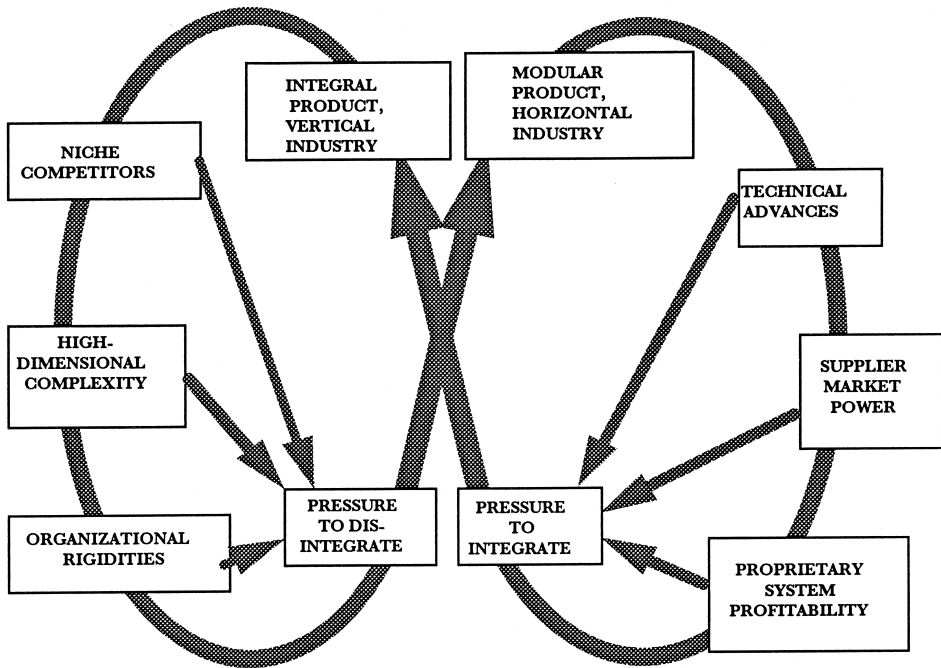 INTEGRAL
PRODUCT,
VERTICAL
INDUSTRY
MODULAR
PRODUCT,
HORIZONTAL
INDUSTRY
NICHE
COMPETITORS
TECHNICAL
ADVANCES
HIGH-
DIMENSIONAL
COMPLEXITY
SUPPLIER
MARKET
POWER
ORGANIZATIONAL
RIGIDITIES
PRESSURE
TO DIS-
INTEGRATE
PRESSURE
TO
INTEGRATE
PROPRIETARY
SYSTEM
PROFITABILITY